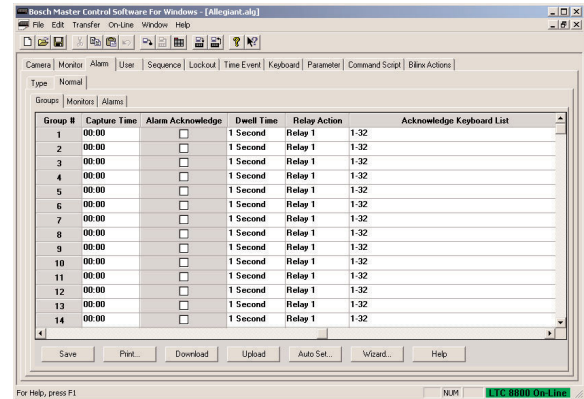 Bosch Master Control Software For Windows - [Allegiant.alg]
File Edit Transfer On-Line Window Help
Camera Monitor Alarm User Sequence Lockout Time Event Keyboard Parameter Command Script Bilinx Actions
Type Normal
Groups Monitors Alarms
Group # Capture Time Alarm Acknowledge Dwell Time Relay Action Acknowledge Keyboard List
1 00:00 1 Second Relay 1 1-32
2 00:00 1 Second Relay 1 1-32
3 00:00 1 Second Relay 1 1-32
4 00:00 1 Second Relay 1 1-32
5 00:00 1 Second Relay 1 1-32
6 00:00 1 Second Relay 1 1-32
7 00:00 1 Second Relay 1 1-32
8 00:00 1 Second Relay 1 1-32
9 00:00 1 Second Relay 1 1-32
10 00:00 1 Second Relay 1 1-32
11 00:00 1 Second Relay 1 1-32
12 00:00 1 Second Relay 1 1-32
13 00:00 1 Second Relay 1 1-32
14 00:00 1 Second Relay 1 1-32
Save Print... Download Upload Auto Set... Wizard... Help
For Help, press F1 NUM LTC 8800 On-Line